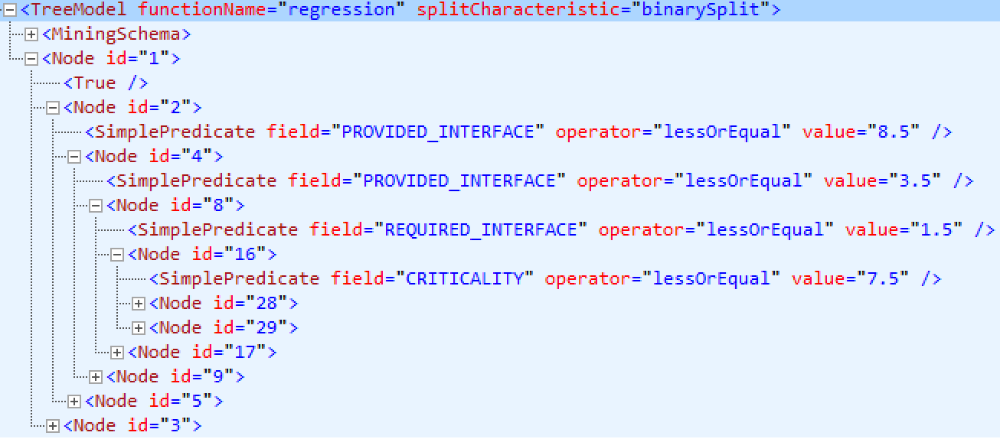 <TreeModel functionName="regression" splitCharacteristic="binarySplit">
<MiningSchema>
<Node id="1">
<True />
<Node id="2">
<SimplePredicate field="PROVIDED_INTERFACE" operator="lessOrEqual" value="8.5" />
<Node id="4">
<SimplePredicate field="PROVIDED_INTERFACE" operator="lessOrEqual" value="3.5" />
<Node id="8">
<SimplePredicate field="REQUIRED_INTERFACE" operator="lessOrEqual" value="1.5" />
<Node id="16">
<SimplePredicate field="CRITICALITY" operator="lessOrEqual" value="7.5" />
<Node id="28">
<Node id="29">
<Node id="17">
<Node id="9">
<Node id="5">
<Node id="3">